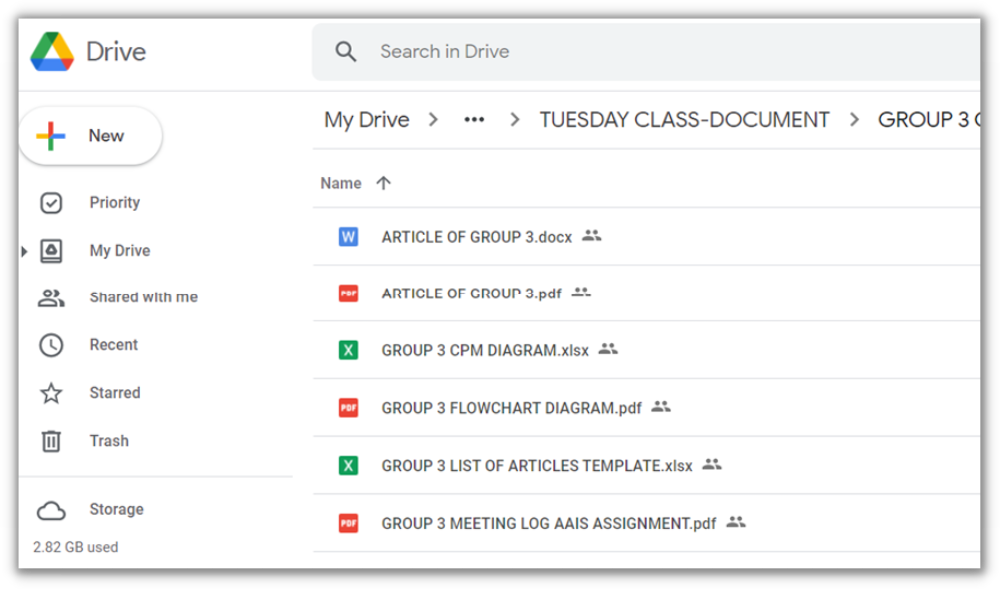 Drive
Search in Drive
New
My Drive > ... > TUESDAY CLASS-DOCUMENT > GROUP 3
Priority
My Drive
Shared with me
Recent
Starred
Trash
Storage
2.82 GB used
Name
ARTICLE OF GROUP 3.docx
ARTICLE OF GROUP 3.pdf
GROUP 3 CPM DIAGRAM.xlsx
GROUP 3 FLOWCHART DIAGRAM.pdf
GROUP 3 LIST OF ARTICLES TEMPLATE.xlsx
GROUP 3 MEETING LOG AAIS ASSIGNMENT.pdf